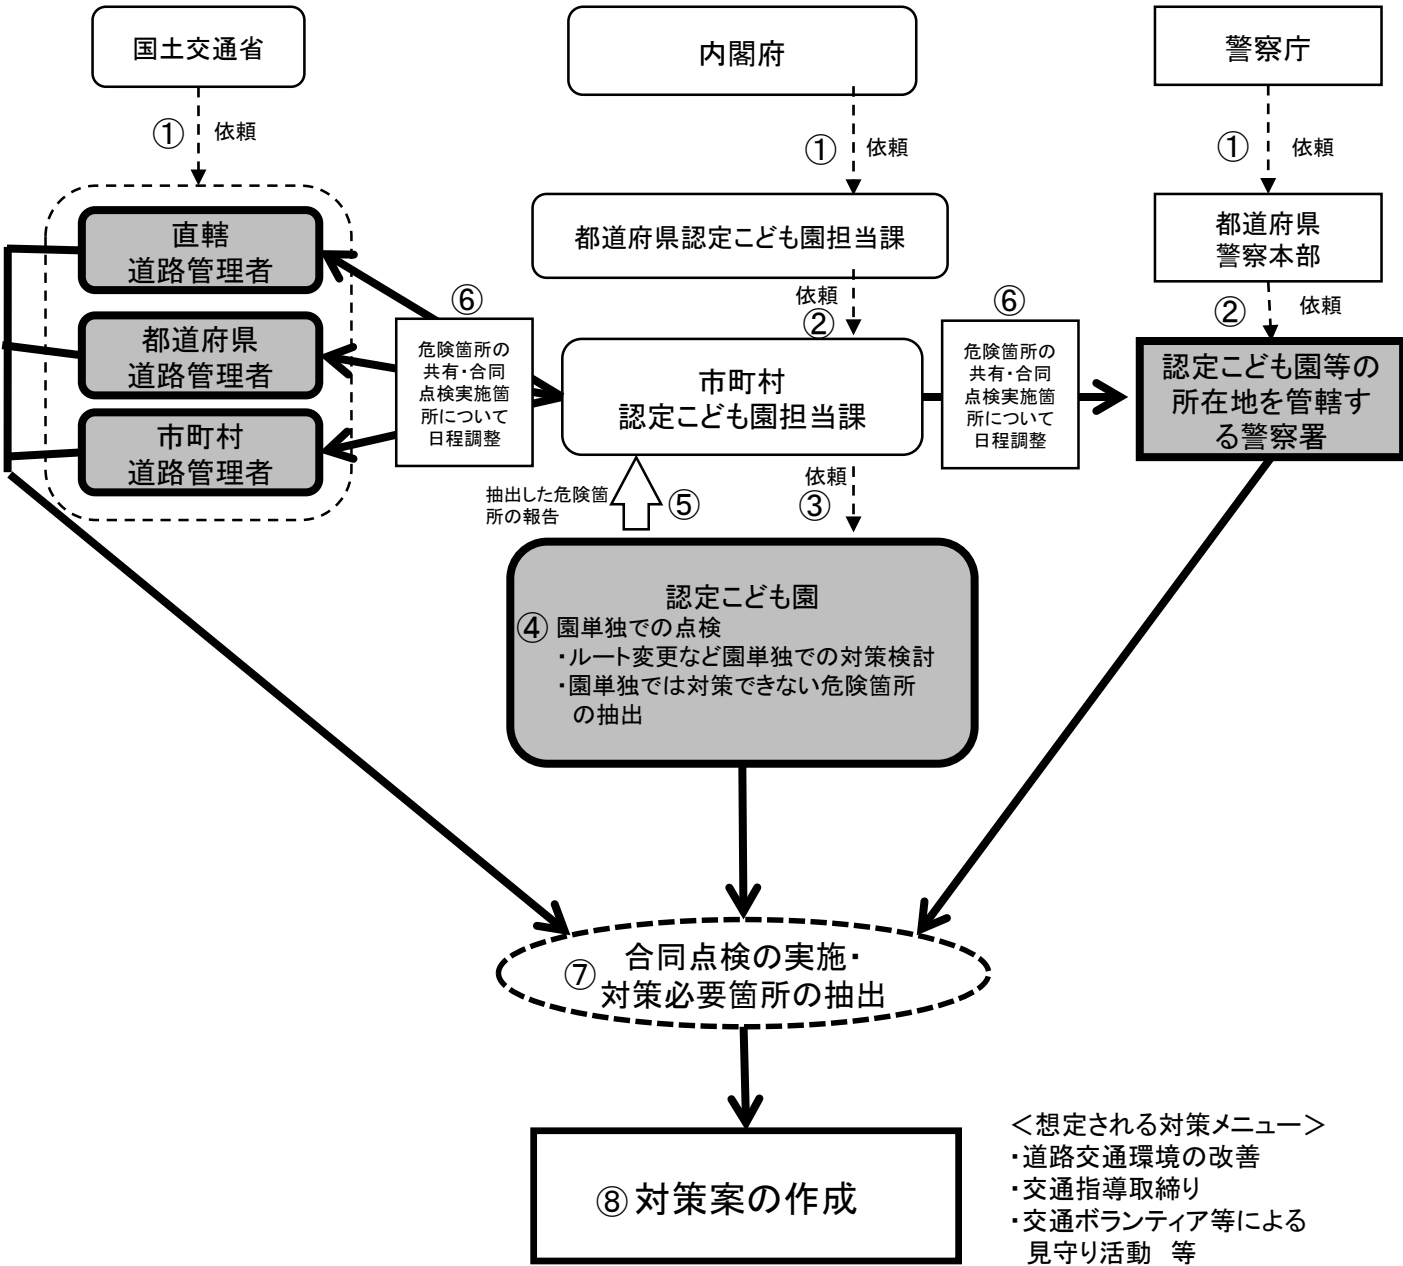 国土交通省
内閣府
警察庁
① 依頼
① 依頼
① 依頼
直轄
道路管理者
都道府県認定こども園担当課
都道府県
警察本部
依頼
②
② 依頼
⑥
⑥
都道府県
道路管理者
危険箇所の
共有・合同
点検実施箇
所について
日程調整
市町村
認定こども園担当課
危険箇所の
共有・合同
点検実施箇
所について
日程調整
認定こども園等の
所在地を管轄す
る警察署
市町村
道路管理者
抽出した危険箇
所の報告
⑤
依頼
③
認定こども園
④ 園単独での点検
・ルート変更など園単独での対策検討
・園単独では対策できない危険箇所
の抽出
⑦
合同点検の実施・
対策必要箇所の抽出
⑧対策案の作成
＜想定される対策メニュー＞
・道路交通環境の改善
・交通指導取締り
・交通ボランティア等による
見守り活動　等